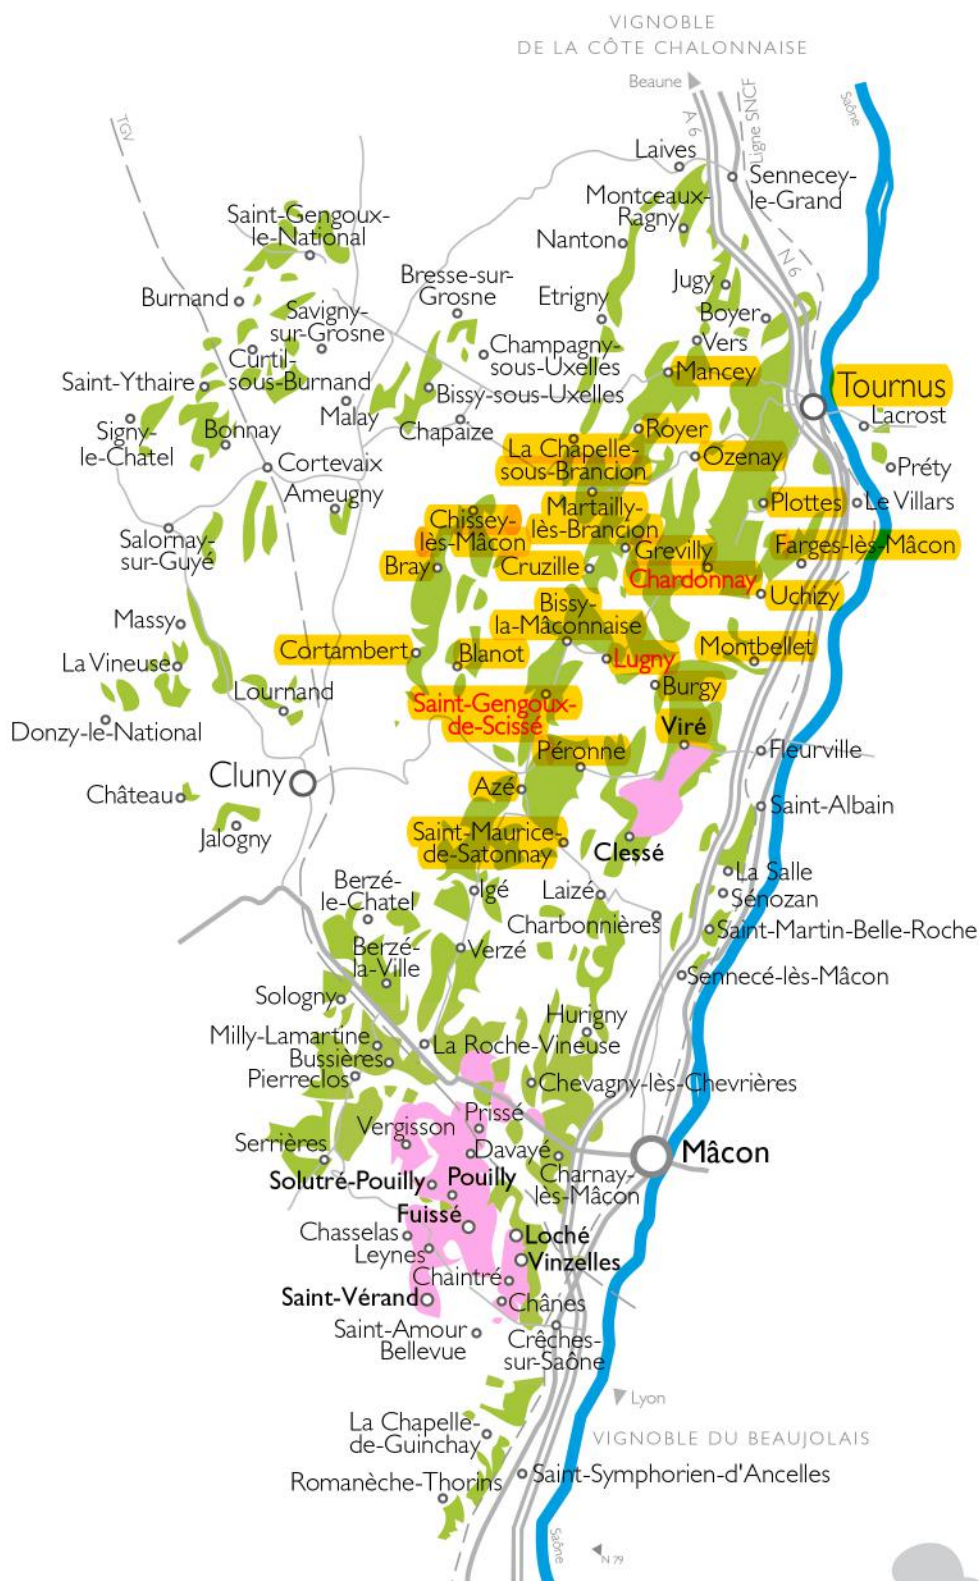 VIGNOBLE
DE LA CÔTE CHALONNAISE
Beaune
A 6
Ligne SNCF
N 6
Saône
TGV
Laives
Sennecey-
le-Grand
Montceaux-
Ragny
Nanton
Saint-Gengoux-
le-National
Bresse-sur-
Grosne
Etrigny
Jugy
Burnand
Savigny-
sur-Grosne
Boyer
Vers
Curtil-
sous-Burnand
Champagny-
sous-Uxelles
Mancey
Saint-Ythaire
Bissy-sous-Uxelles
Tournus
Malay
Lacrost
Signy-
le-Chatel
Bonnay
Chapaize
Royer
La Chapelle-
sous-Brancion
Ozenay
Cortevaix
Préty
Ameugny
Martailly-
lès-Brancion
Plottes
Le Villars
Chissey-
lès-Mâcon
Salornay-
sur-Guye
Grevilly
Farges-lès-Mâcon
Bray
Cruzille
Chardonnay
Uchizy
Bissy-
la-Mâconnaise
Massy
Cortambert
Blanot
Lugny
Montbellet
La Vineuse
Lournand
Burgy
Saint-Gengoux-
de-Scissé
Donzy-le-National
Viré
Péronne
Fleurville
Cluny
Azé
Château
Saint-Albain
Jalogny
Saint-Maurice-
de-Satonnay
Clessé
La Salle
Berzé-
le-Chatel
Igé
Laizé
Sénozan
Charbonnières
Saint-Martin-Belle-Roche
Berzé-
la-Ville
Verzé
Sennecé-lès-Mâcon
Sologny
Hurigny
Milly-Lamartine
La Roche-Vineuse
Bussières
Pierreclos
Chevagny-lès-Chevrières
Prissé
Vergisson
Serrières
Davayé
Mâcon
Charnay-
lès-Mâcon
Solutré-Pouilly
Pouilly
Fuissé
Chasselas
Loché
Leynes
Vinzelles
Chaintré
Saint-Vérand
Chânes
Saint-Amour
Bellevue
Crêches-
sur-Saône
Lyon
La Chapelle-
de-Guinchay
VIGNOBLE DU BEAUJOLAIS
Romanèche-Thorins
Saint-Symphorien-d'Ancelles
Saône
N 79